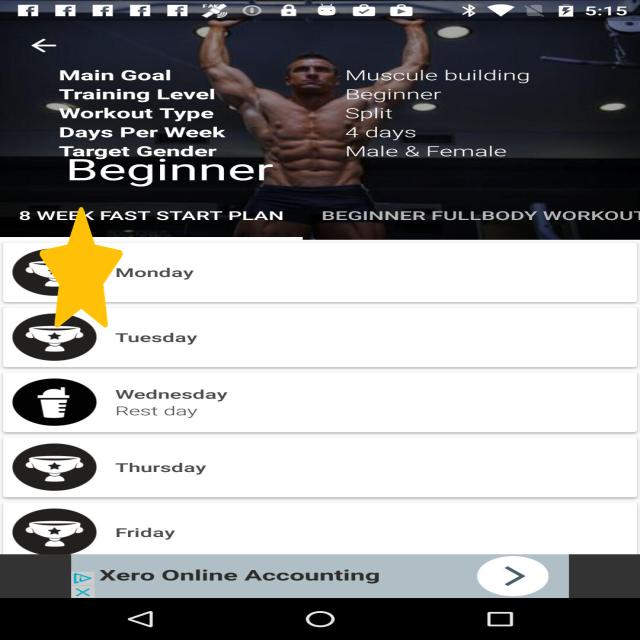 5:15
Main Goal Muscule building
Training Level Beginner
Workout Type Split
Days Per Week 4 days
Target Gender Male & Female
Beginner
8 WEEK FAST START PLAN BEGINNER FULLBODY WORKOUT
Monday
Tuesday
Wednesday
Rest day
Thursday
Friday
Xero Online Accounting